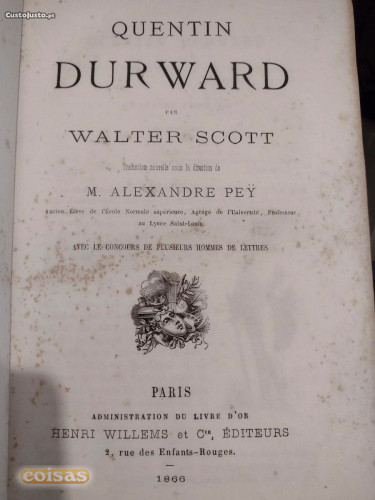 CustoJusto.pt
QUENTIN
DURWARD
PAR
WALTER SCOTT
Traduction nouvelle sous la direction de
M. ALEXANDRE PEY
Ancien Élève de l'École Normale supérieure, Agrégé de l'Université, Professeur
au Lycée Saint-Louis
AVEC LE CONCOURS DE PLUSIEURS HOMMES DE LETTRES
PARIS
ADMINISTRATION DU LIVRE D'OR
HENRI WILLEMS et Cie, ÉDITEURS
2, rue des Enfants-Rouges.
1866
coisas